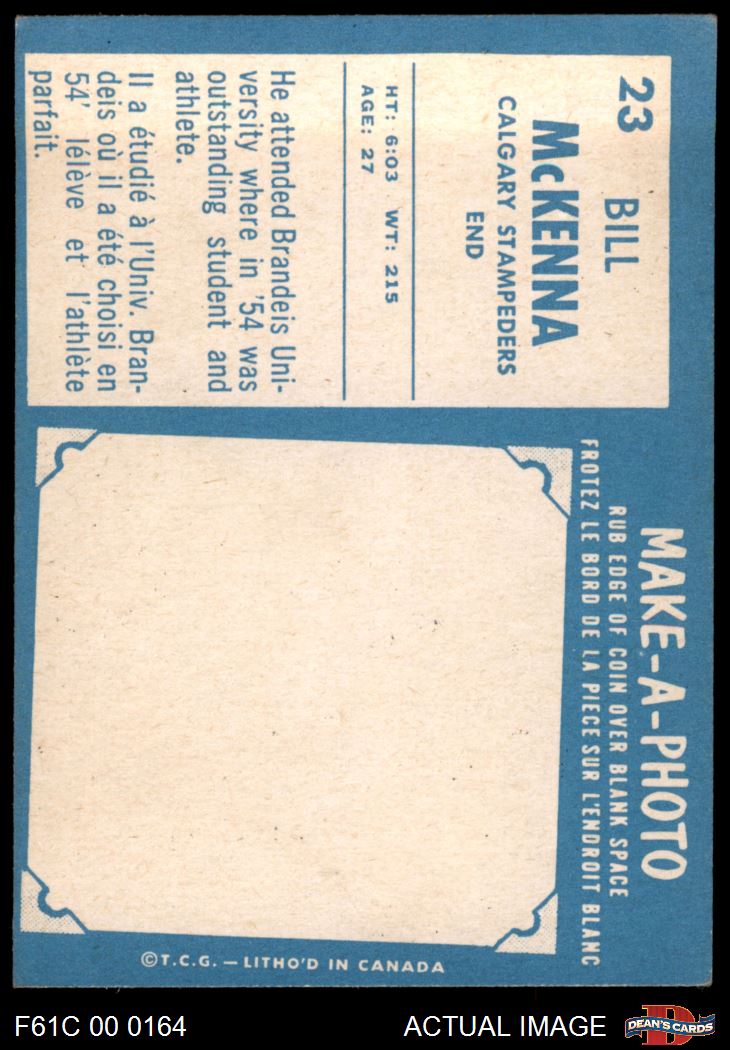 23 BILL
McKENNA
CALGARY STAMPEDERS
END
HT: 6:03 WT: 215
AGE: 27
He attended Brandeis Uni-
versity where in '54 was
outstanding student and
athlete.
Il a étudié à l'Univ. Bran-
deis où il a été choisi en
54' lélève et l'athlète
parfait.
MAKE-A-PHOTO
RUB EDGE OF COIN OVER BLANK SPACE
FROTEZ LE BORD DE LA PIECE SUR L'ENDROIT BLANC
©T.C.G. — LITHO'D IN CANADA
F61C 00 0164
ACTUAL IMAGE
D
DEAN'S CARDS